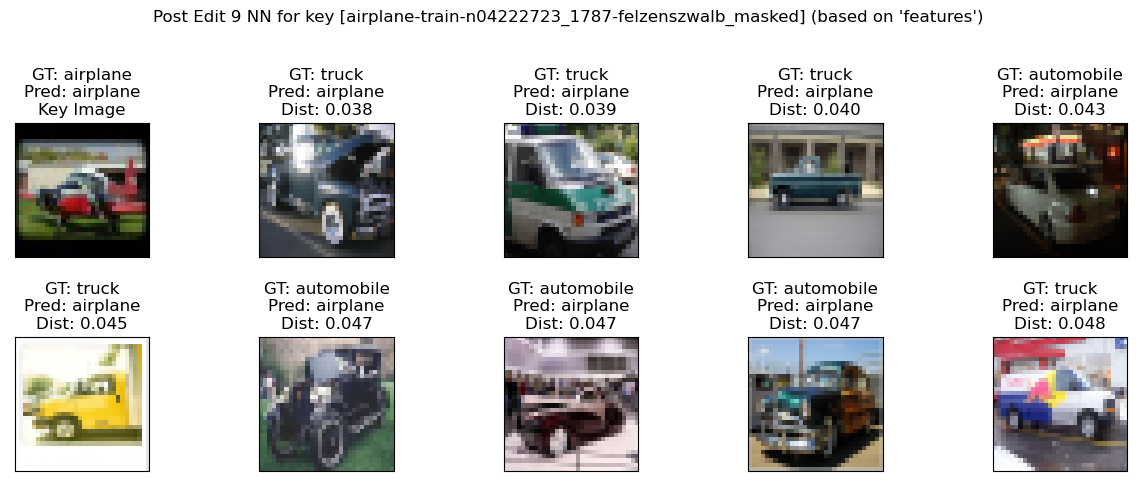 Post Edit 9 NN for key [airplane-train-n04222723_1787-felzenszwalb_masked] (based on 'features')
GT: airplane
Pred: airplane
Key Image
GT: truck
Pred: airplane
Dist: 0.038
GT: truck
Pred: airplane
Dist: 0.039
GT: truck
Pred: airplane
Dist: 0.040
GT: automobile
Pred: airplane
Dist: 0.043
GT: truck
Pred: airplane
Dist: 0.045
GT: automobile
Pred: airplane
Dist: 0.047
GT: automobile
Pred: airplane
Dist: 0.047
GT: automobile
Pred: airplane
Dist: 0.047
GT: truck
Pred: airplane
Dist: 0.048